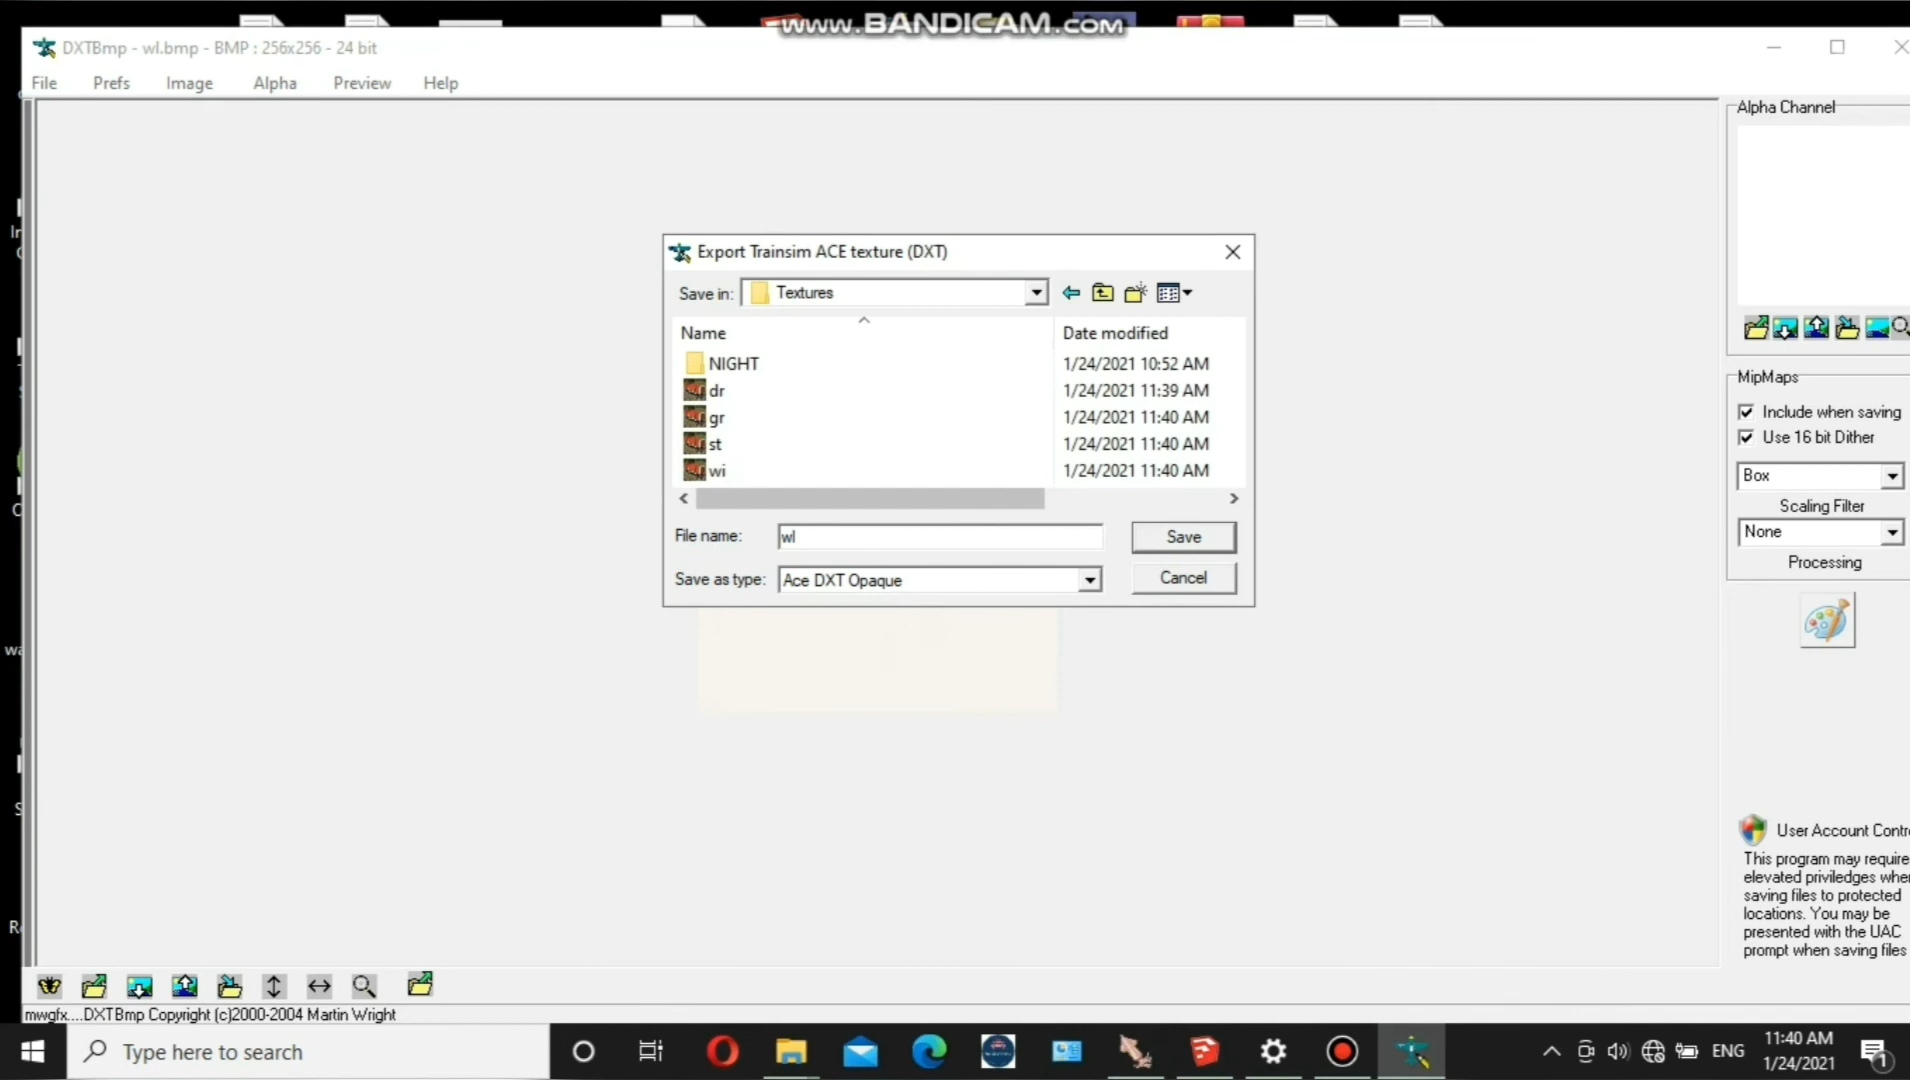 www.BANDICAM.com
DXTBmp - wl.bmp - BMP : 256x256 - 24 bit
File Prefs Image Alpha Preview Help
Alpha Channel
Export Trainsim ACE texture (DXT)
Save in: Textures
Name Date modified
NIGHT 1/24/2021 10:52 AM
dr 1/24/2021 11:39 AM
gr 1/24/2021 11:40 AM
st 1/24/2021 11:40 AM
wi 1/24/2021 11:40 AM
File name: wl Save
Save as type: Ace DXT Opaque Cancel
MipMaps
Include when saving
Use 16 bit Dither
Box
Scaling Filter
None
Processing
User Account Contr
This program may require
elevated priviledges whe
saving files to protected
locations. You may be
presented with the UAC
prompt when saving files
mwgfx....DXTBmp Copyright (c)2000-2004 Martin Wright
Type here to search
ENG
11:40 AM
1/24/2021
1